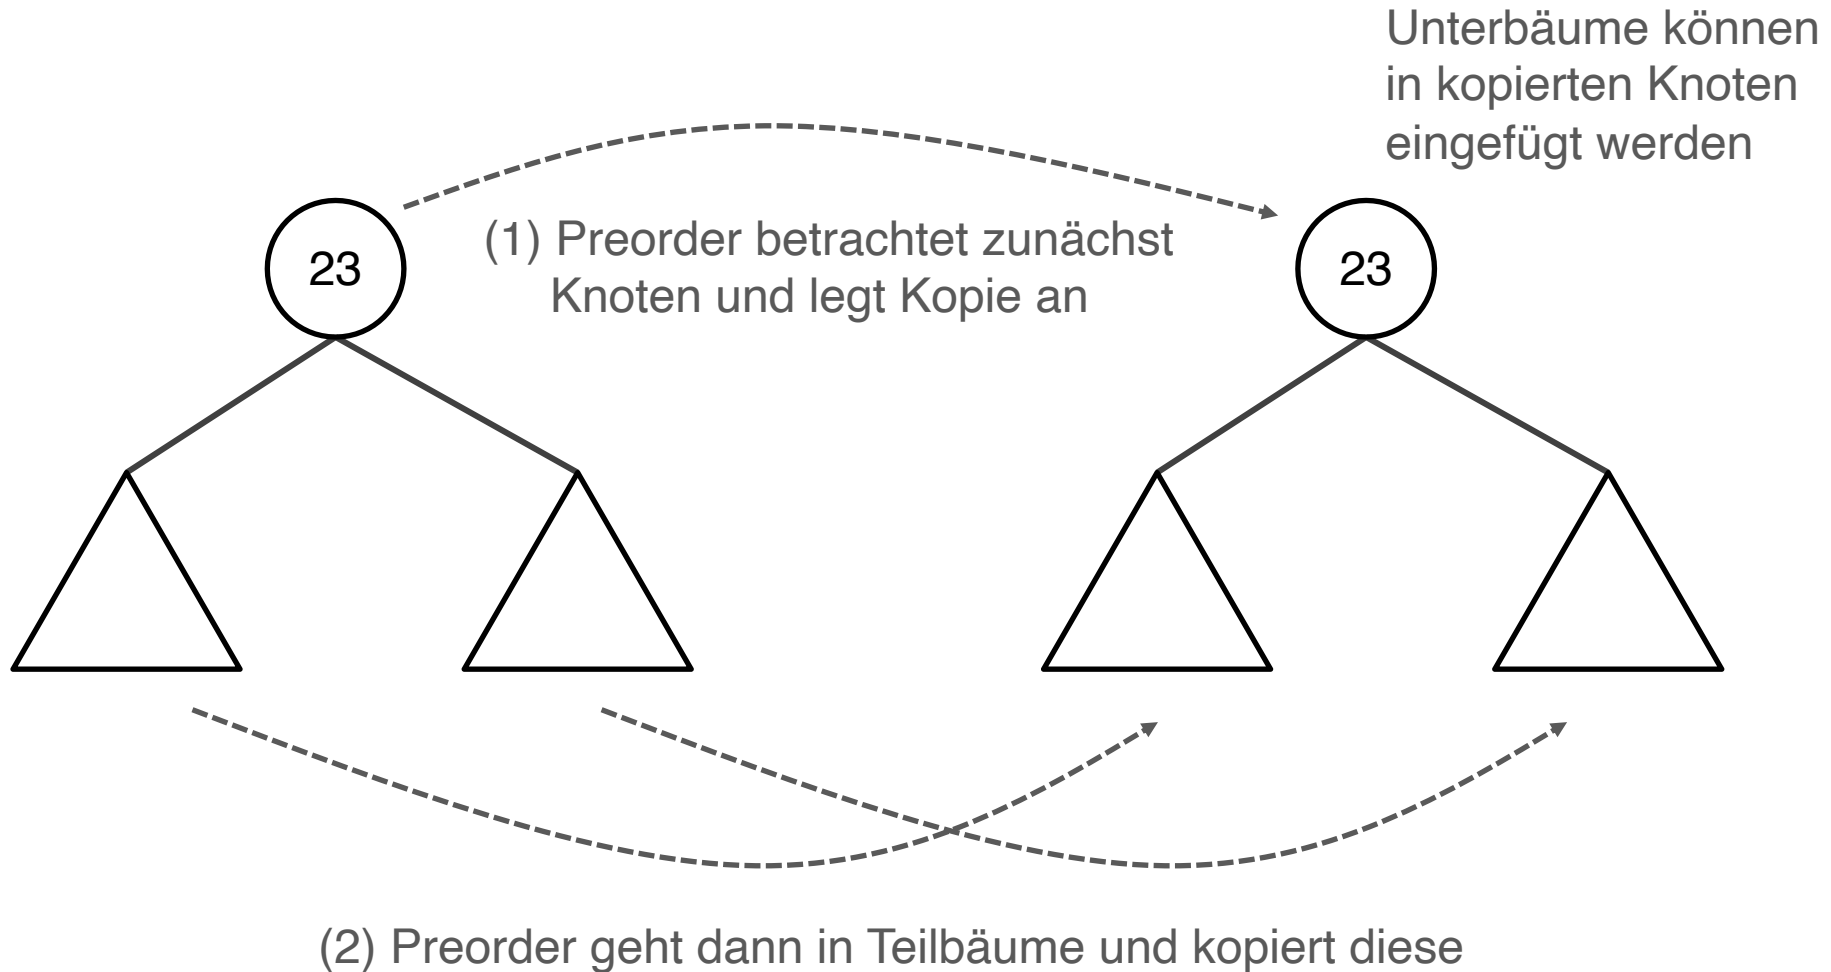 Unterbäume können
in kopierten Knoten
eingefügt werden
23
(1) Preorder betrachtet zunächst
Knoten und legt Kopie an
23
(2) Preorder geht dann in Teilbäume und kopiert diese